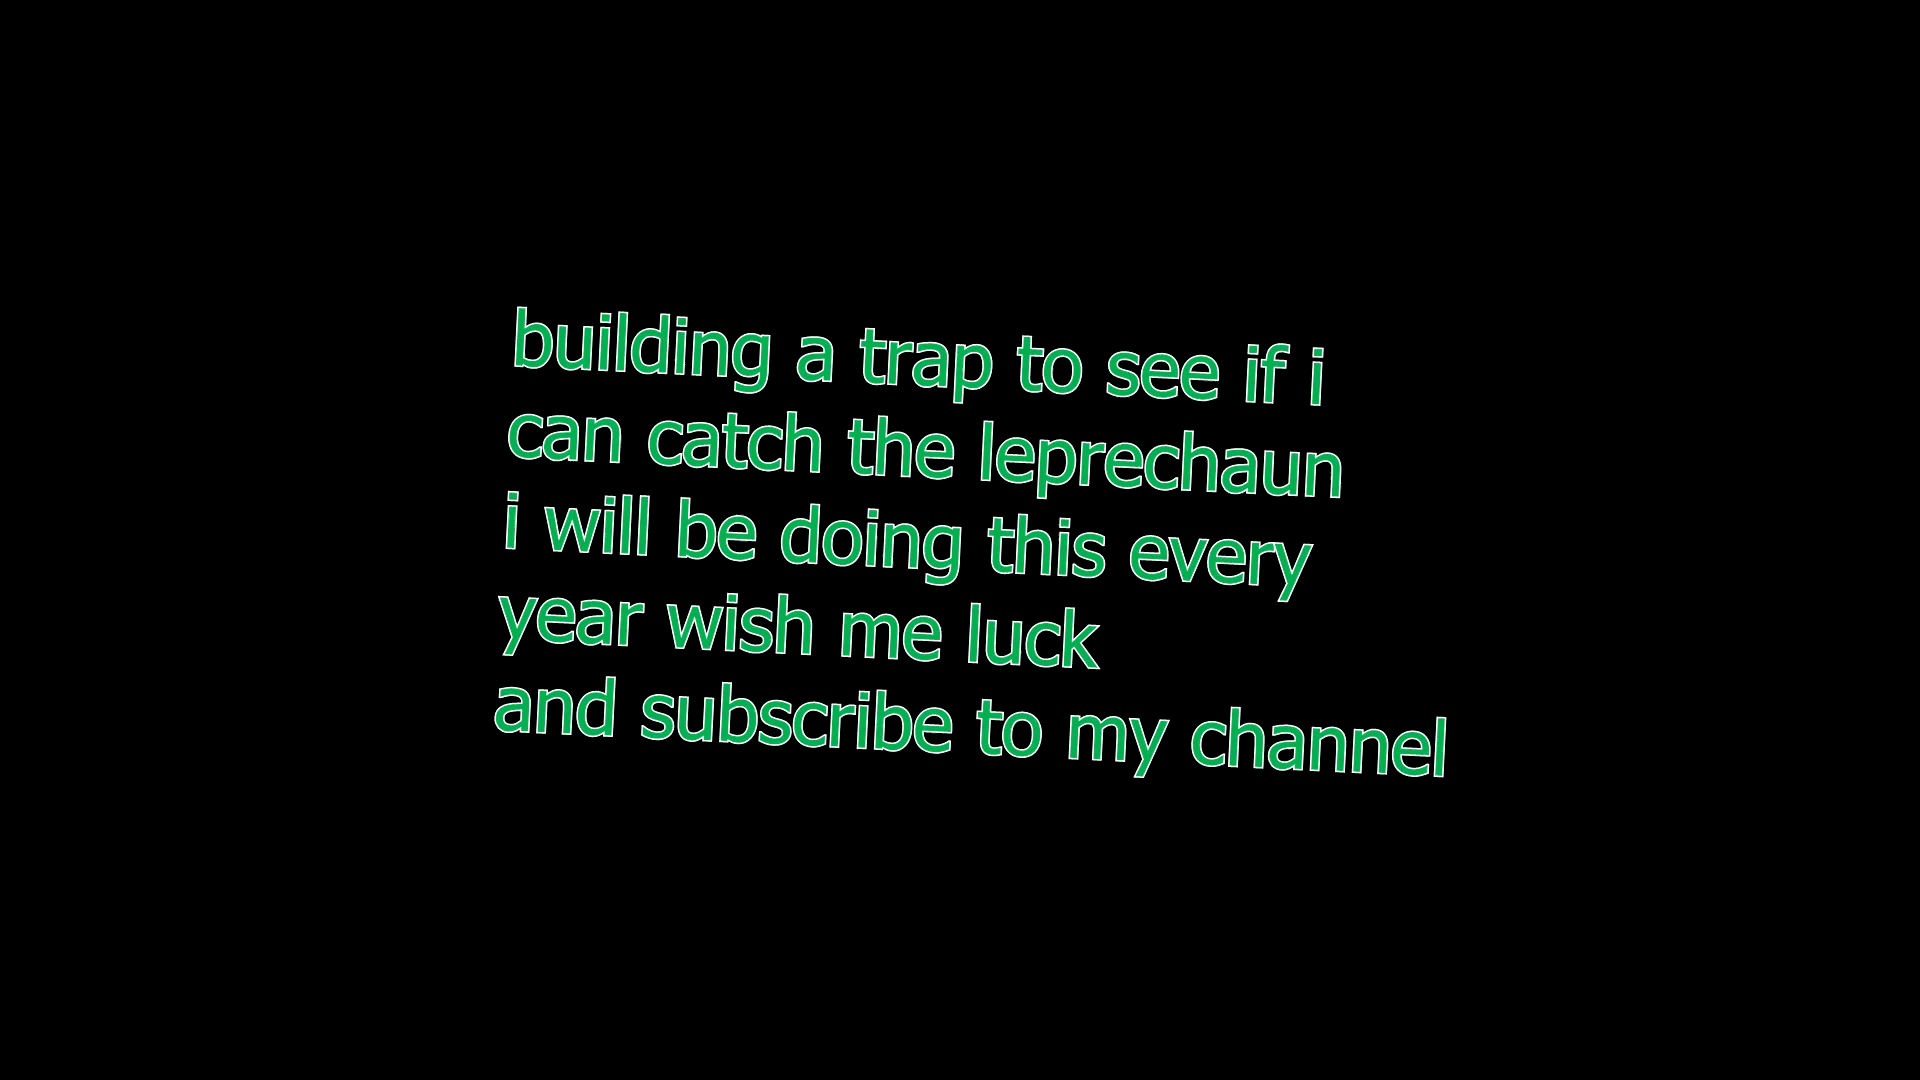 building a trap to see if i
can catch the leprechaun
i will be doing this every
year wish me luck
and subscribe to my channel